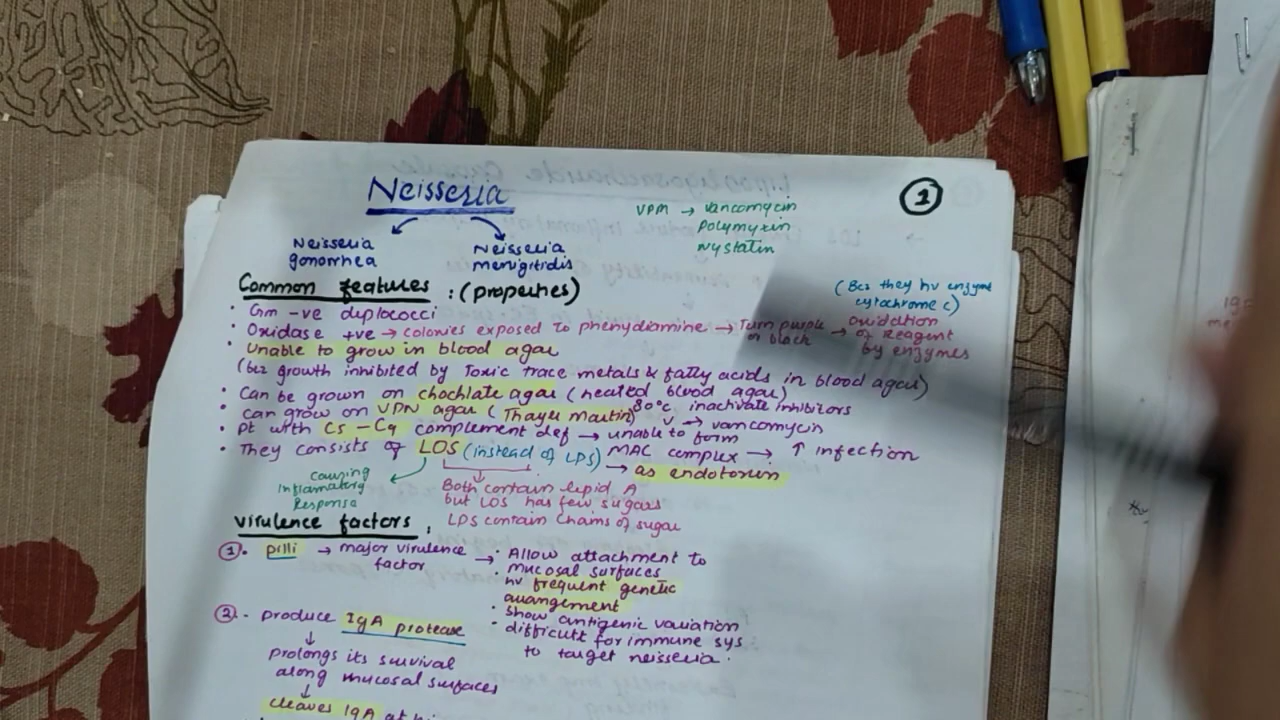 Neisseria
1
VPM → Vancomycin
Polymyxin
Nystatin
Neisseria
gonorrhea
Neisseria
menigitidis
Common features : (properties)
(Bcz they hv enzyme
cytochrome c)
• Gm -ve diplococci
• Oxidase +ve → colonies exposed to phenydiamine → Turn purple
or black
→ Oxidation
of Reagent
by enzymes
• Unable to grow in blood agar
(bcz growth inhibited by Toxic trace metals & fatty acids in blood agar)
• Can be grown on chochlate agar (heated blood agar)
80°C inactivate inhibitors
• can grow on VPN agar (Thayer Martin) V → vancomycin
• Pt with C5 - C9 complement def → unable to form
MAC complex → ↑ infection
• They consists of LOS (instead of LPS)
→ as endotoxin
causing
Inflamatory
Response
Both contain lepid A
but LOS has few sugars
LPS contain chains of sugar
Virulence factors :
①. pilli → major virulence
factor
→ • Allow attachment to
mucosal surfaces
• hv frequent genetic
arrangement
• show antigenic variation
• difficult for immune sys
to target neisseria.
②.- produce IgA protease
↓
prolongs its survival
along mucosal surfaces
↓
cleaves IgA at